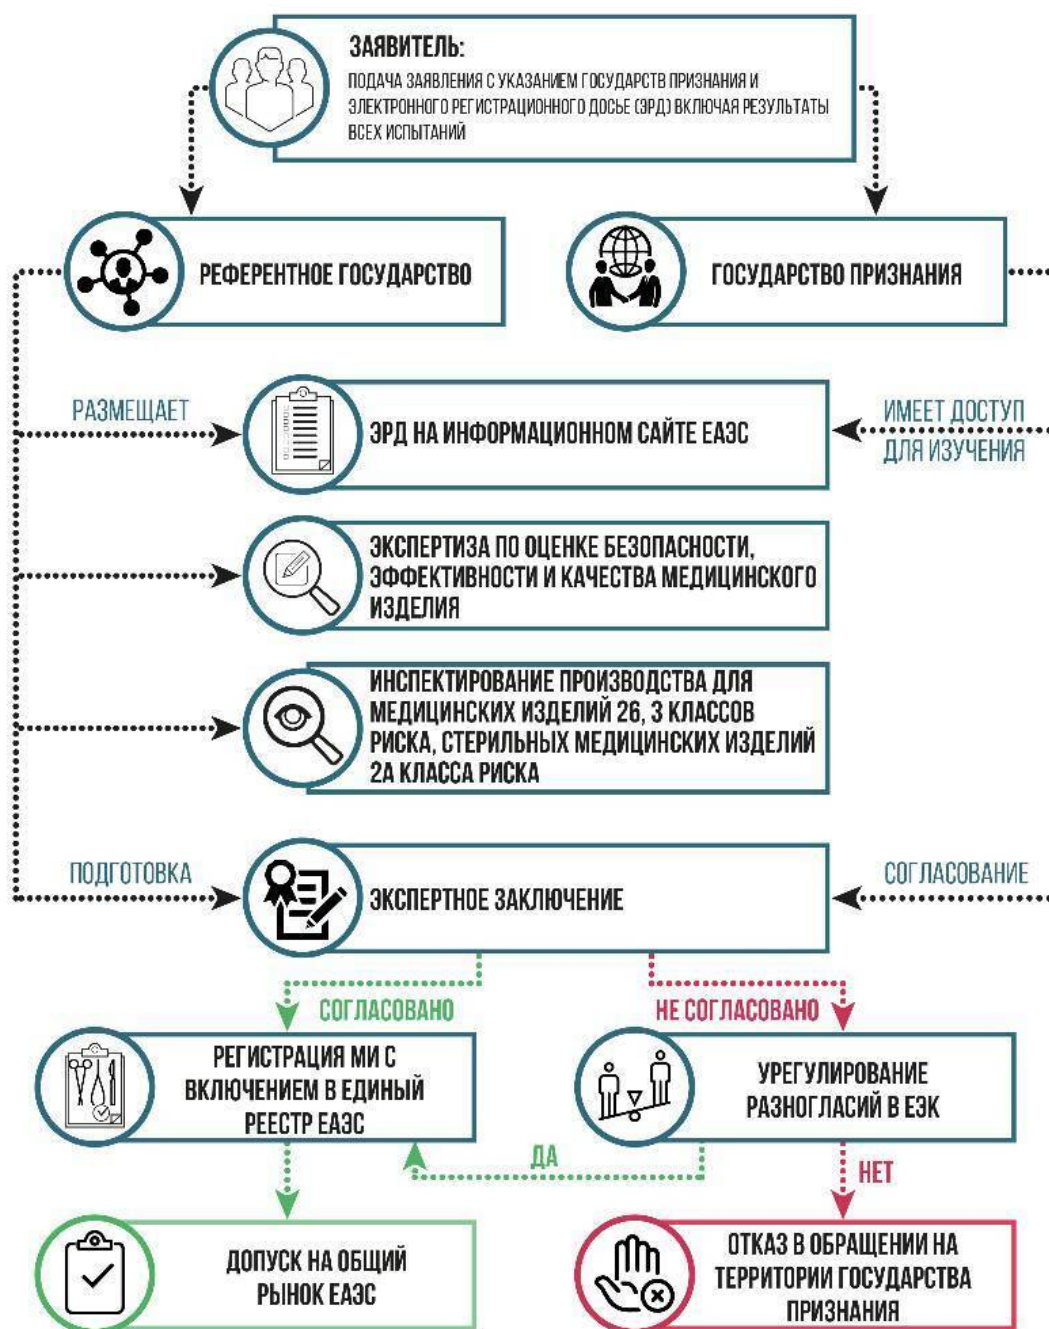 ЗАЯВИТЕЛЬ:
ПОДАЧА ЗАЯВЛЕНИЯ С УКАЗАНИЕМ ГОСУДАРСТВ ПРИЗНАНИЯ И
ЭЛЕКТРОННОГО РЕГИСТРАЦИОННОГО ДОСЬЕ (ЭРД) ВКЛЮЧАЯ РЕЗУЛЬТАТЫ
ВСЕХ ИСПЫТАНИЙ
РЕФЕРЕНТНОЕ ГОСУДАРСТВО
ГОСУДАРСТВО ПРИЗНАНИЯ
РАЗМЕЩАЕТ
ЭРД НА ИНФОРМАЦИОННОМ САЙТЕ ЕАЭС
ИМЕЕТ ДОСТУП
ДЛЯ ИЗУЧЕНИЯ
ЭКСПЕРТИЗА ПО ОЦЕНКЕ БЕЗОПАСНОСТИ,
ЭФФЕКТИВНОСТИ И КАЧЕСТВА МЕДИЦИНСКОГО
ИЗДЕЛИЯ
ИНСПЕКТИРОВАНИЕ ПРОИЗВОДСТВА ДЛЯ
МЕДИЦИНСКИХ ИЗДЕЛИЙ 2Б, 3 КЛАССОВ
РИСКА, СТЕРИЛЬНЫХ МЕДИЦИНСКИХ ИЗДЕЛИЙ
2А КЛАССА РИСКА
ПОДГОТОВКА
ЭКСПЕРТНОЕ ЗАКЛЮЧЕНИЕ
СОГЛАСОВАНИЕ
СОГЛАСОВАНО
НЕ СОГЛАСОВАНО
РЕГИСТРАЦИЯ МИ С
ВКЛЮЧЕНИЕМ В ЕДИНЫЙ
РЕЕСТР ЕАЭС
УРЕГУЛИРОВАНИЕ
РАЗНОГЛАСИЙ В ЕЭК
ДА
НЕТ
ДОПУСК НА ОБЩИЙ
РЫНОК ЕАЭС
ОТКАЗ В ОБРАЩЕНИИ НА
ТЕРРИТОРИИ ГОСУДАРСТВА
ПРИЗНАНИЯ